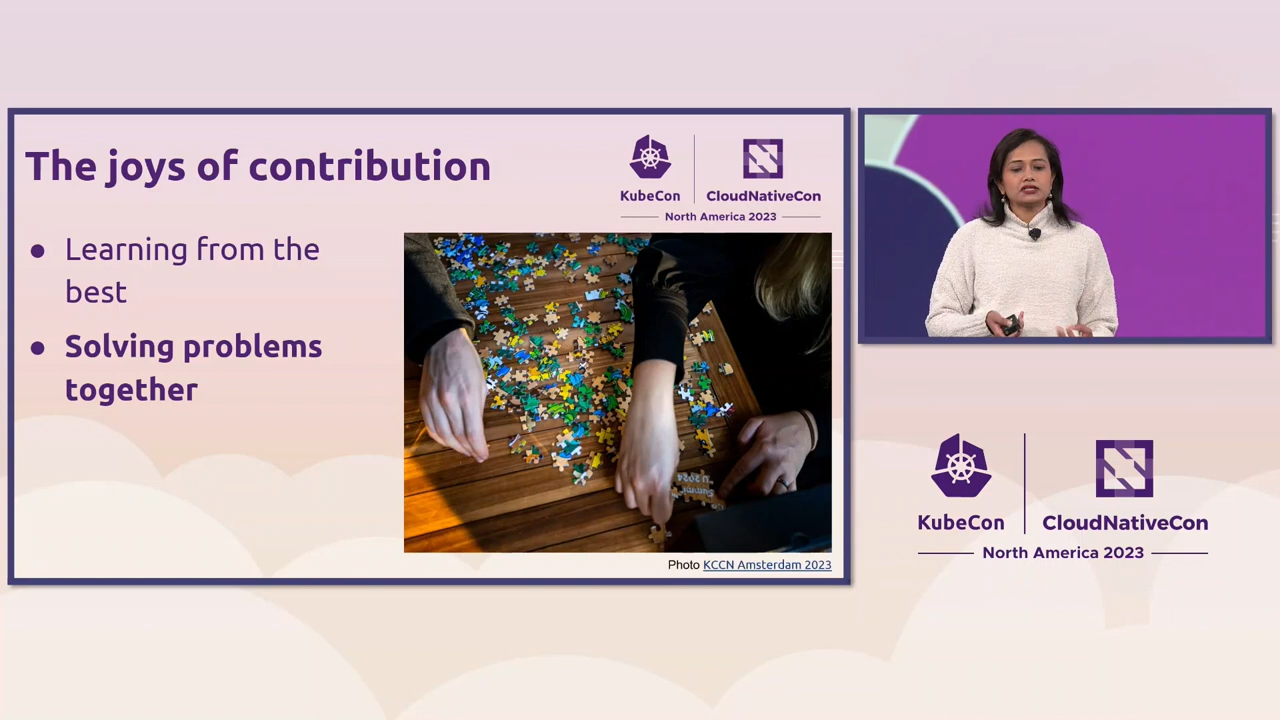 The joys of contribution
KubeCon
CloudNativeCon
North America 2023
● Learning from the
best
● Solving problems
together
Photo KCCN Amsterdam 2023
KubeCon
CloudNativeCon
North America 2023